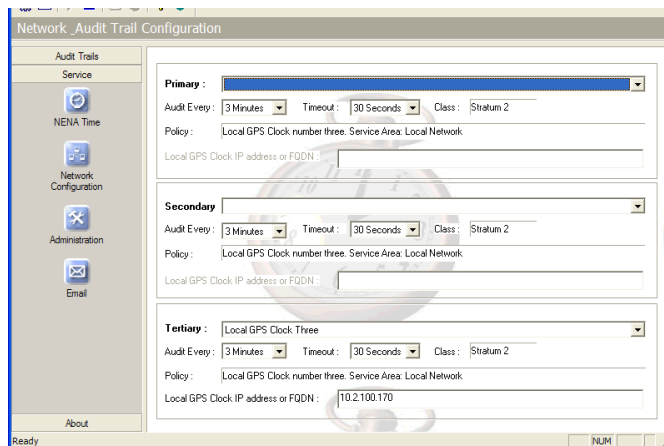 Network _Audit Trail Configuration
Audit Trails
Service
NENA Time
Network
Configuration
Administration
Email
About
Primary :
Audit Every : 3 Minutes Timeout : 30 Seconds Class : Stratum 2
Policy : Local GPS Clock number three. Service Area: Local Network
Local GPS Clock IP address or FQDN :
Secondary
Audit Every : 3 Minutes Timeout : 30 Seconds Class : Stratum 2
Policy : Local GPS Clock number three. Service Area: Local Network
Local GPS Clock IP address or FQDN :
Tertiary : Local GPS Clock Three
Audit Every : 3 Minutes Timeout : 30 Seconds Class : Stratum 2
Policy : Local GPS Clock number three. Service Area: Local Network
Local GPS Clock IP address or FQDN : 10.2.100.170
Ready NUM